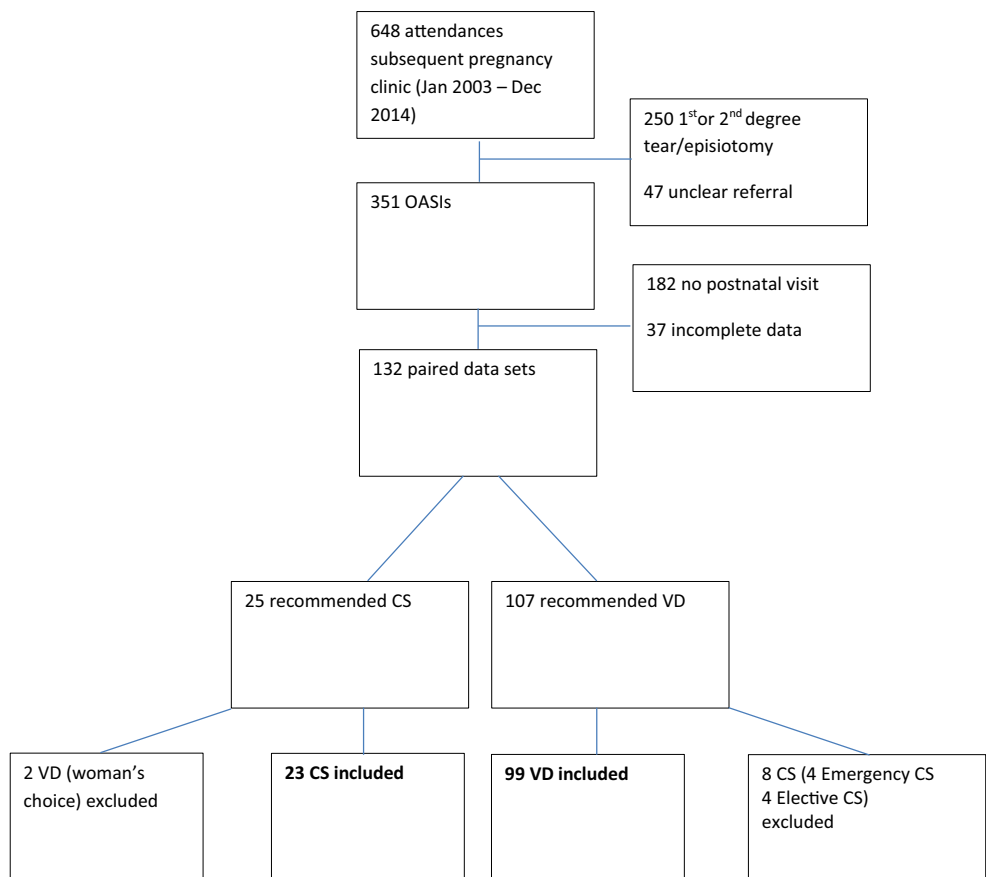 648 attendances
subsequent pregnancy
clinic (Jan 2003 – Dec
2014)
250 1st or 2nd degree
tear/episiotomy
47 unclear referral
351 OASIs
182 no postnatal visit
37 incomplete data
132 paired data sets
25 recommended CS
107 recommended VD
2 VD (woman's
choice) excluded
23 CS included
99 VD included
8 CS (4 Emergency CS
4 Elective CS)
excluded